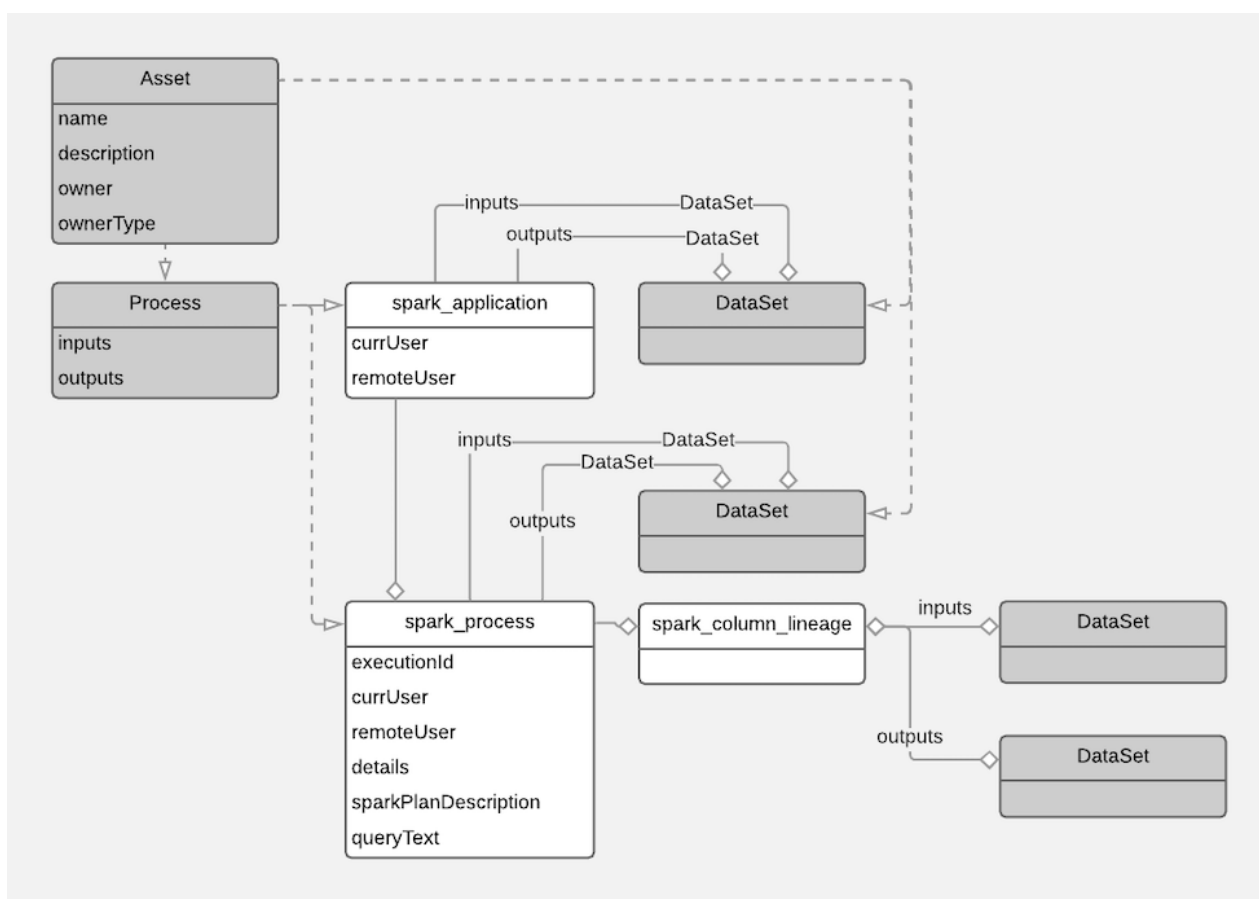 Asset
name
description
owner
ownerType
Process
inputs
outputs
inputs DataSet
outputs DataSet
spark_application
currUser
remoteUser
DataSet
inputs DataSet
DataSet
outputs
DataSet
spark_process
executionId
currUser
remoteUser
details
sparkPlanDescription
queryText
spark_column_lineage
inputs
DataSet
outputs
DataSet